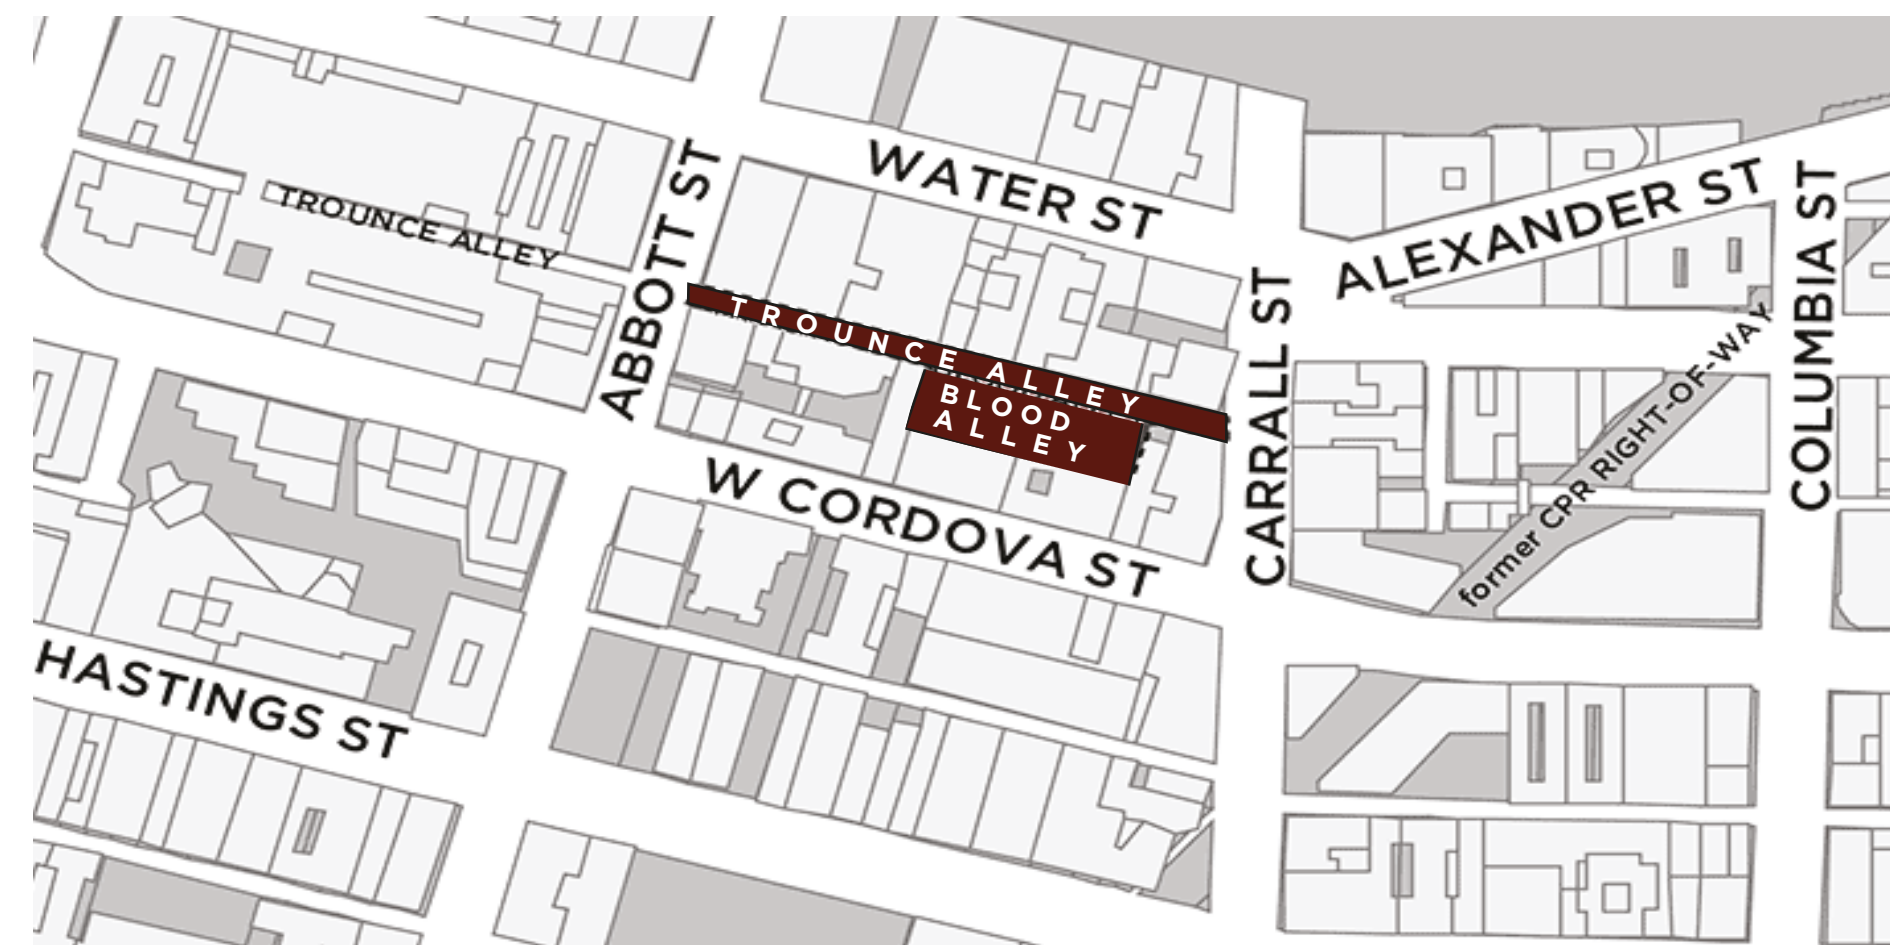 WATER ST
ALEXANDER ST
TROUNCE ALLEY
ABBOTT ST
COLUMBIA ST
CARRALL ST
TROUNCE ALLEY
BLOOD
ALLEY
former CPR RIGHT-OF-WAY
W CORDOVA ST
HASTINGS ST